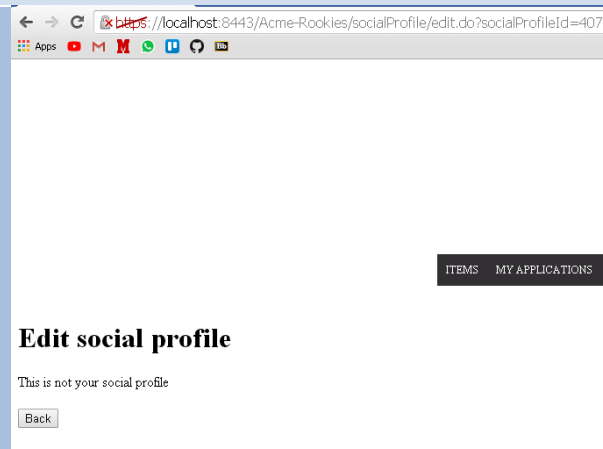 https://localhost:8443/Acme-Rookies/socialProfile/edit.do?socialProfileId=407
Apps M M Bb
ITEMS MY APPLICATIONS
Edit social profile
This is not your social profile
Back